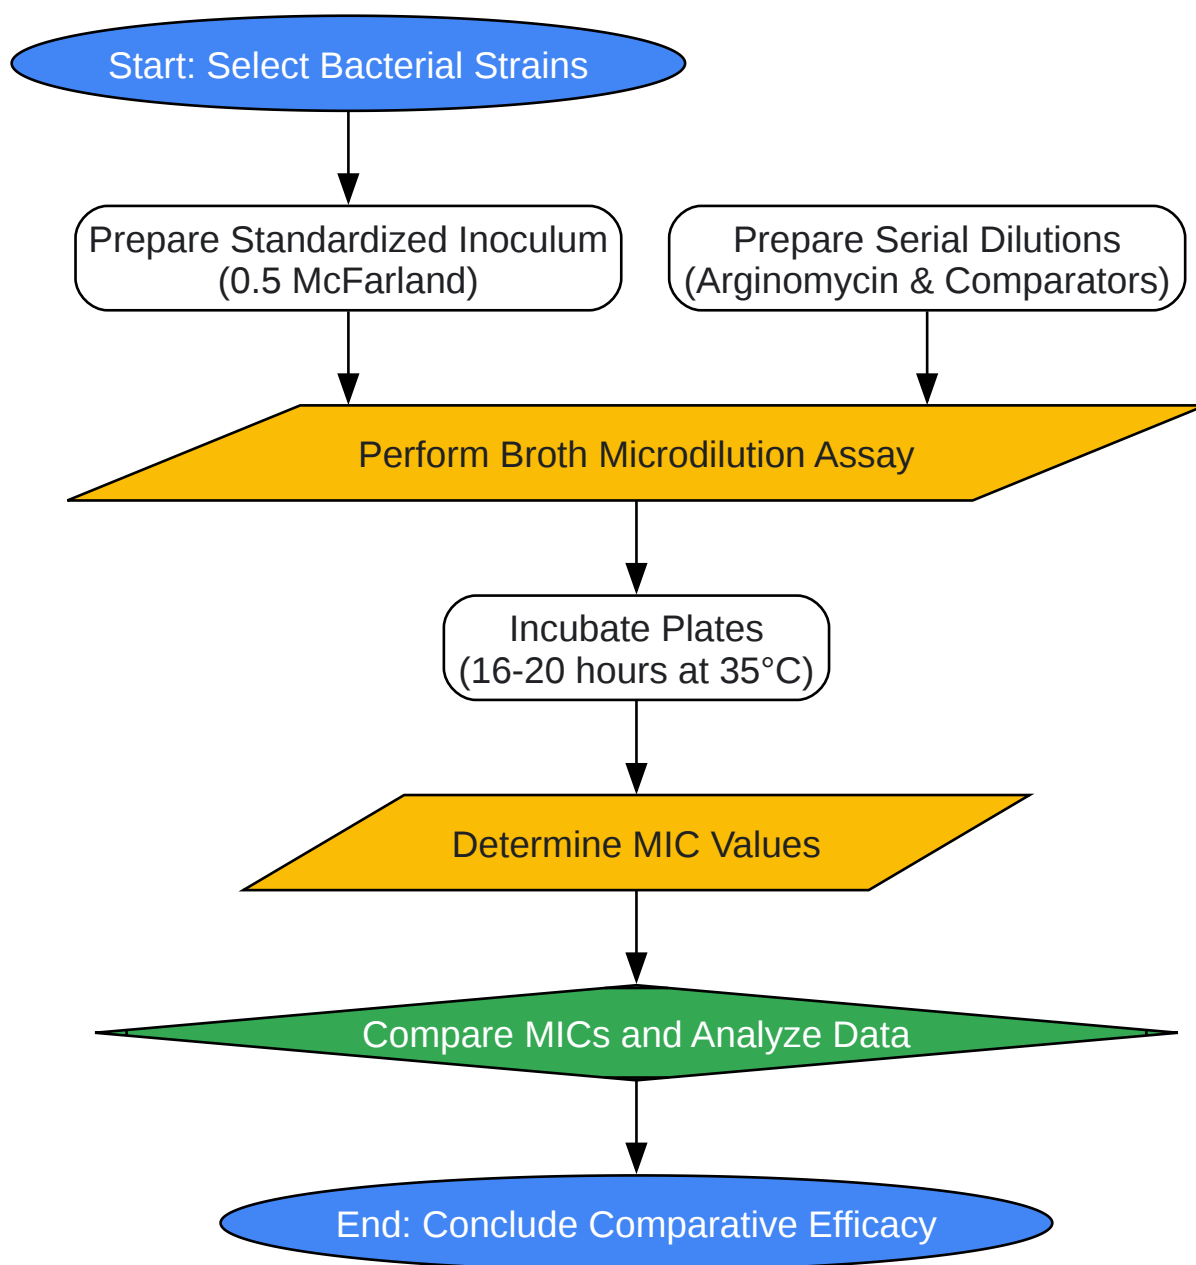 Start: Select Bacterial Strains
Prepare Standardized Inoculum
(0.5 McFarland)
Prepare Serial Dilutions
(Arginomycin & Comparators)
Perform Broth Microdilution Assay
Incubate Plates
(16-20 hours at 35°C)
Determine MIC Values
Compare MICs and Analyze Data
End: Conclude Comparative Efficacy